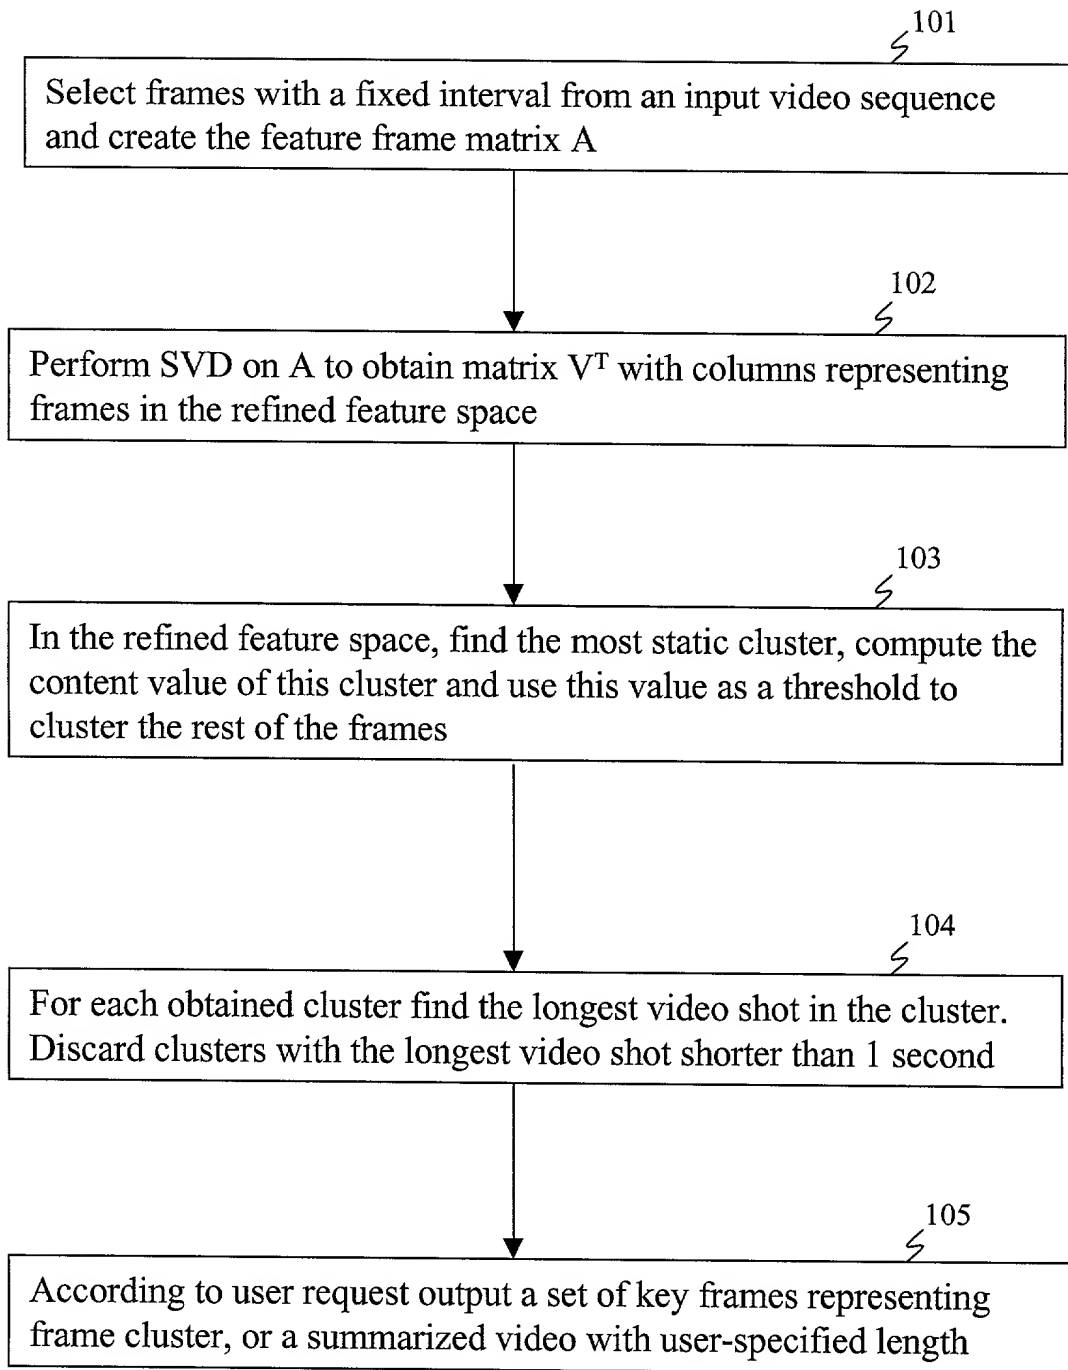 101
Select frames with a fixed interval from an input video sequence
and create the feature frame matrix A
102
Perform SVD on A to obtain matrix Vᵀ with columns representing
frames in the refined feature space
103
In the refined feature space, find the most static cluster, compute the
content value of this cluster and use this value as a threshold to
cluster the rest of the frames
104
For each obtained cluster find the longest video shot in the cluster.
Discard clusters with the longest video shot shorter than 1 second
105
According to user request output a set of key frames representing
frame cluster, or a summarized video with user-specified length